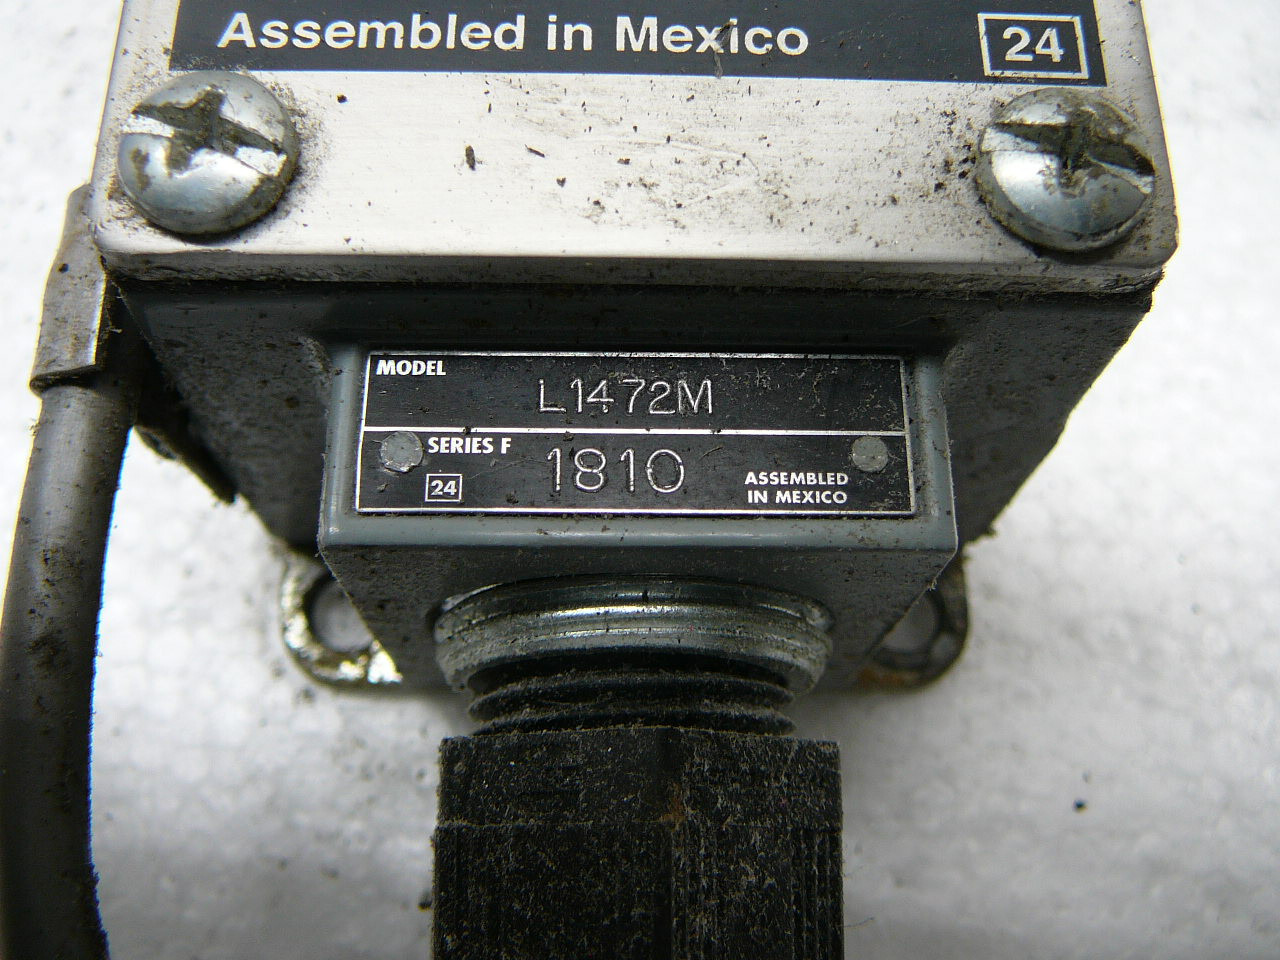 Assembled in Mexico
24
MODEL
L1472M
SERIES F
24
1810
ASSEMBLED
IN MEXICO